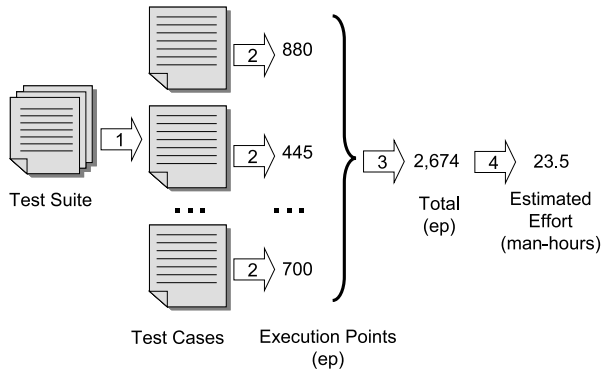 2 880
1
2 445
3 2,674 4 23.5
Test Suite
... ...
Total
(ep)
Estimated
Effort
(man-hours)
2 700
Test Cases
Execution Points
(ep)